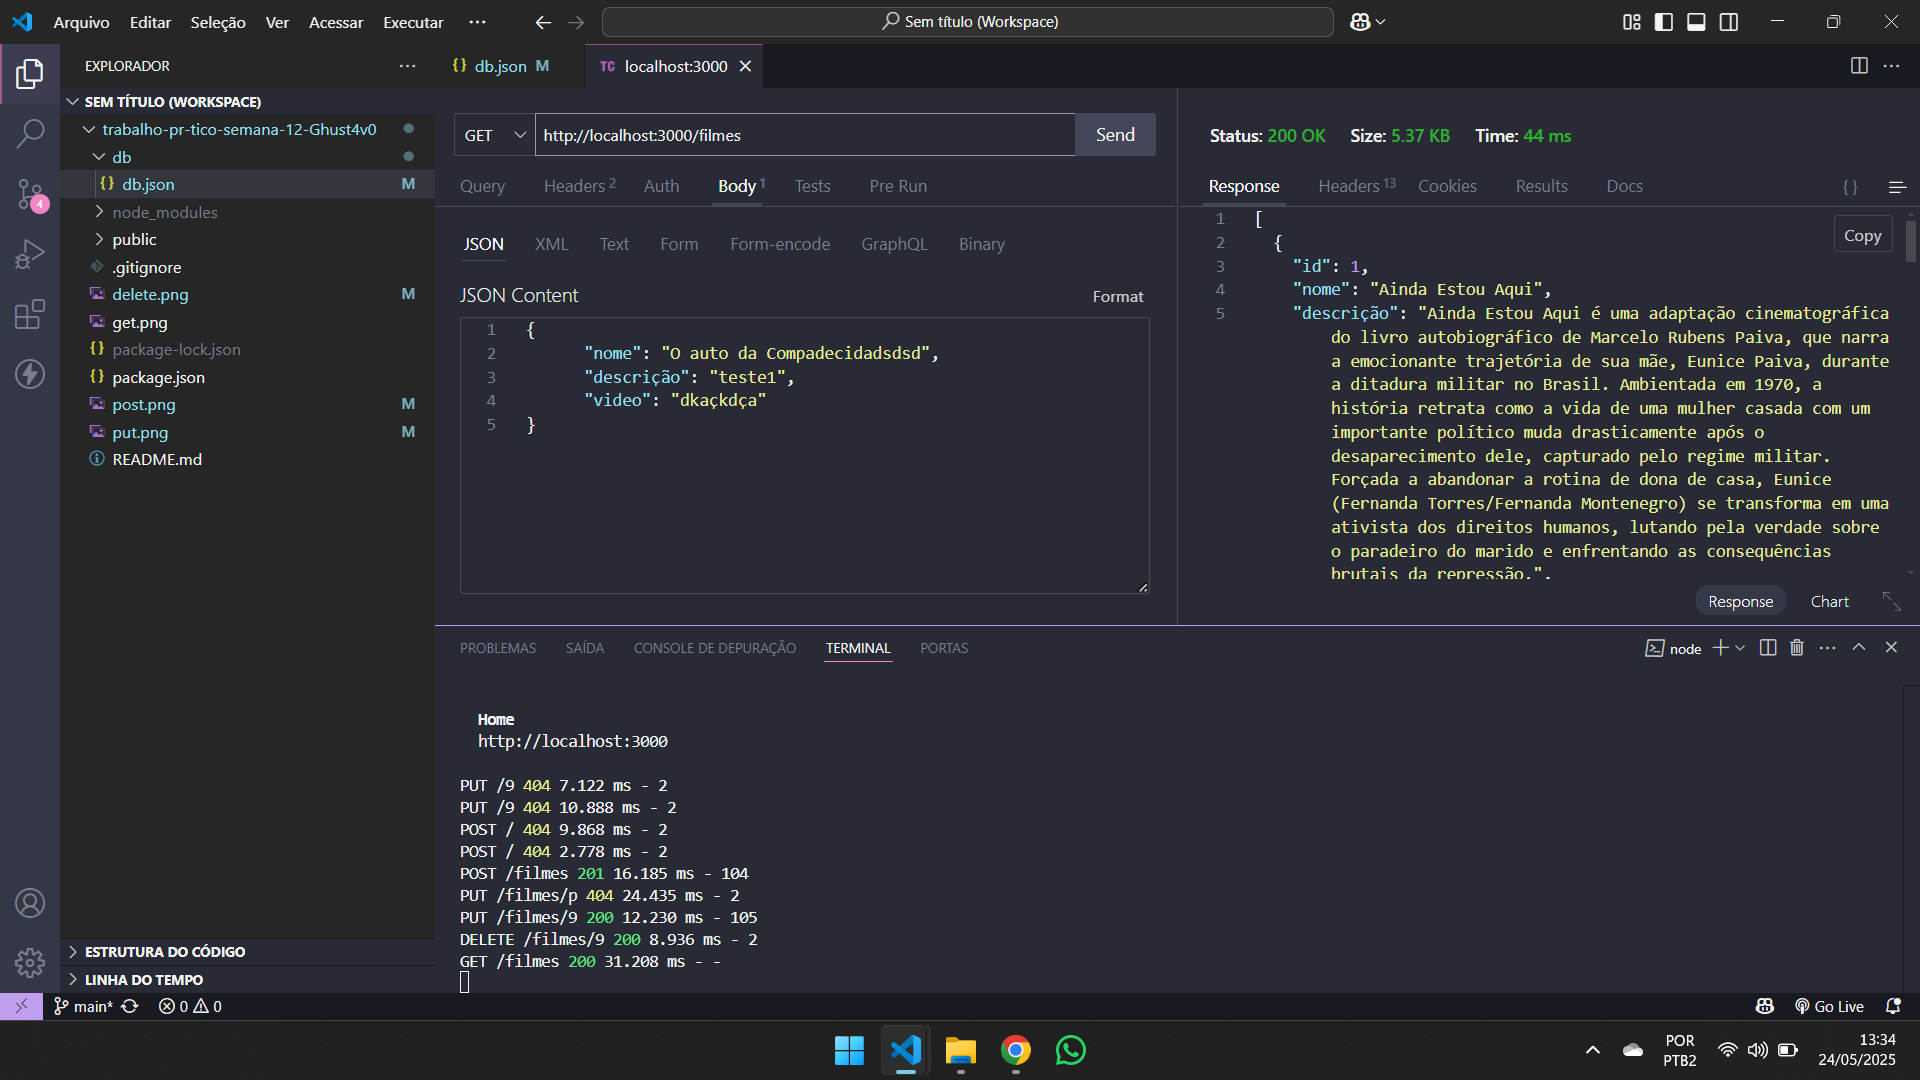 Arquivo Editar Seleção Ver Acessar Executar ··· Sem título (Workspace)
EXPLORADOR ···
SEM TÍTULO (WORKSPACE)
trabalho-pr-tico-semana-12-Ghust4v0
db
{} db.json M
node_modules
public
.gitignore
delete.png M
get.png
{} package-lock.json
{} package.json
post.png M
put.png M
README.md
ESTRUTURA DO CÓDIGO
LINHA DO TEMPO
4
{} db.json M
TC localhost:3000
GET http://localhost:3000/filmes Send
Query Headers 2 Auth Body 1 Tests Pre Run
JSON XML Text Form Form-encode GraphQL Binary
JSON Content Format
1 {
2 "nome": "O auto da Compadecidadsdsd",
3 "descrição": "teste1",
4 "video": "dkaçkdça"
5 }
Status: 200 OK Size: 5.37 KB Time: 44 ms
Response Headers 13 Cookies Results Docs {}
Copy
1 [
2 {
3 "id": 1,
4 "nome": "Ainda Estou Aqui",
5 "descrição": "Ainda Estou Aqui é uma adaptação cinematográfica
do livro autobiográfico de Marcelo Rubens Paiva, que narra
a emocionante trajetória de sua mãe, Eunice Paiva, durante
a ditadura militar no Brasil. Ambientada em 1970, a
história retrata como a vida de uma mulher casada com um
importante político muda drasticamente após o
desaparecimento dele, capturado pelo regime militar.
Forçada a abandonar a rotina de dona de casa, Eunice
(Fernanda Torres/Fernanda Montenegro) se transforma em uma
ativista dos direitos humanos, lutando pela verdade sobre
o paradeiro do marido e enfrentando as consequências
brutais da repressão.",
Response Chart
PROBLEMAS SAÍDA CONSOLE DE DEPURAÇÃO TERMINAL PORTAS
node
Home
http://localhost:3000
PUT /9 404 7.122 ms - 2
PUT /9 404 10.888 ms - 2
POST / 404 9.868 ms - 2
POST / 404 2.778 ms - 2
POST /filmes 201 16.185 ms - 104
PUT /filmes/p 404 24.435 ms - 2
PUT /filmes/9 200 12.230 ms - 105
DELETE /filmes/9 200 8.936 ms - 2
GET /filmes 200 31.208 ms - -
main* 0 0 Go Live
POR
PTB2
13:34
24/05/2025